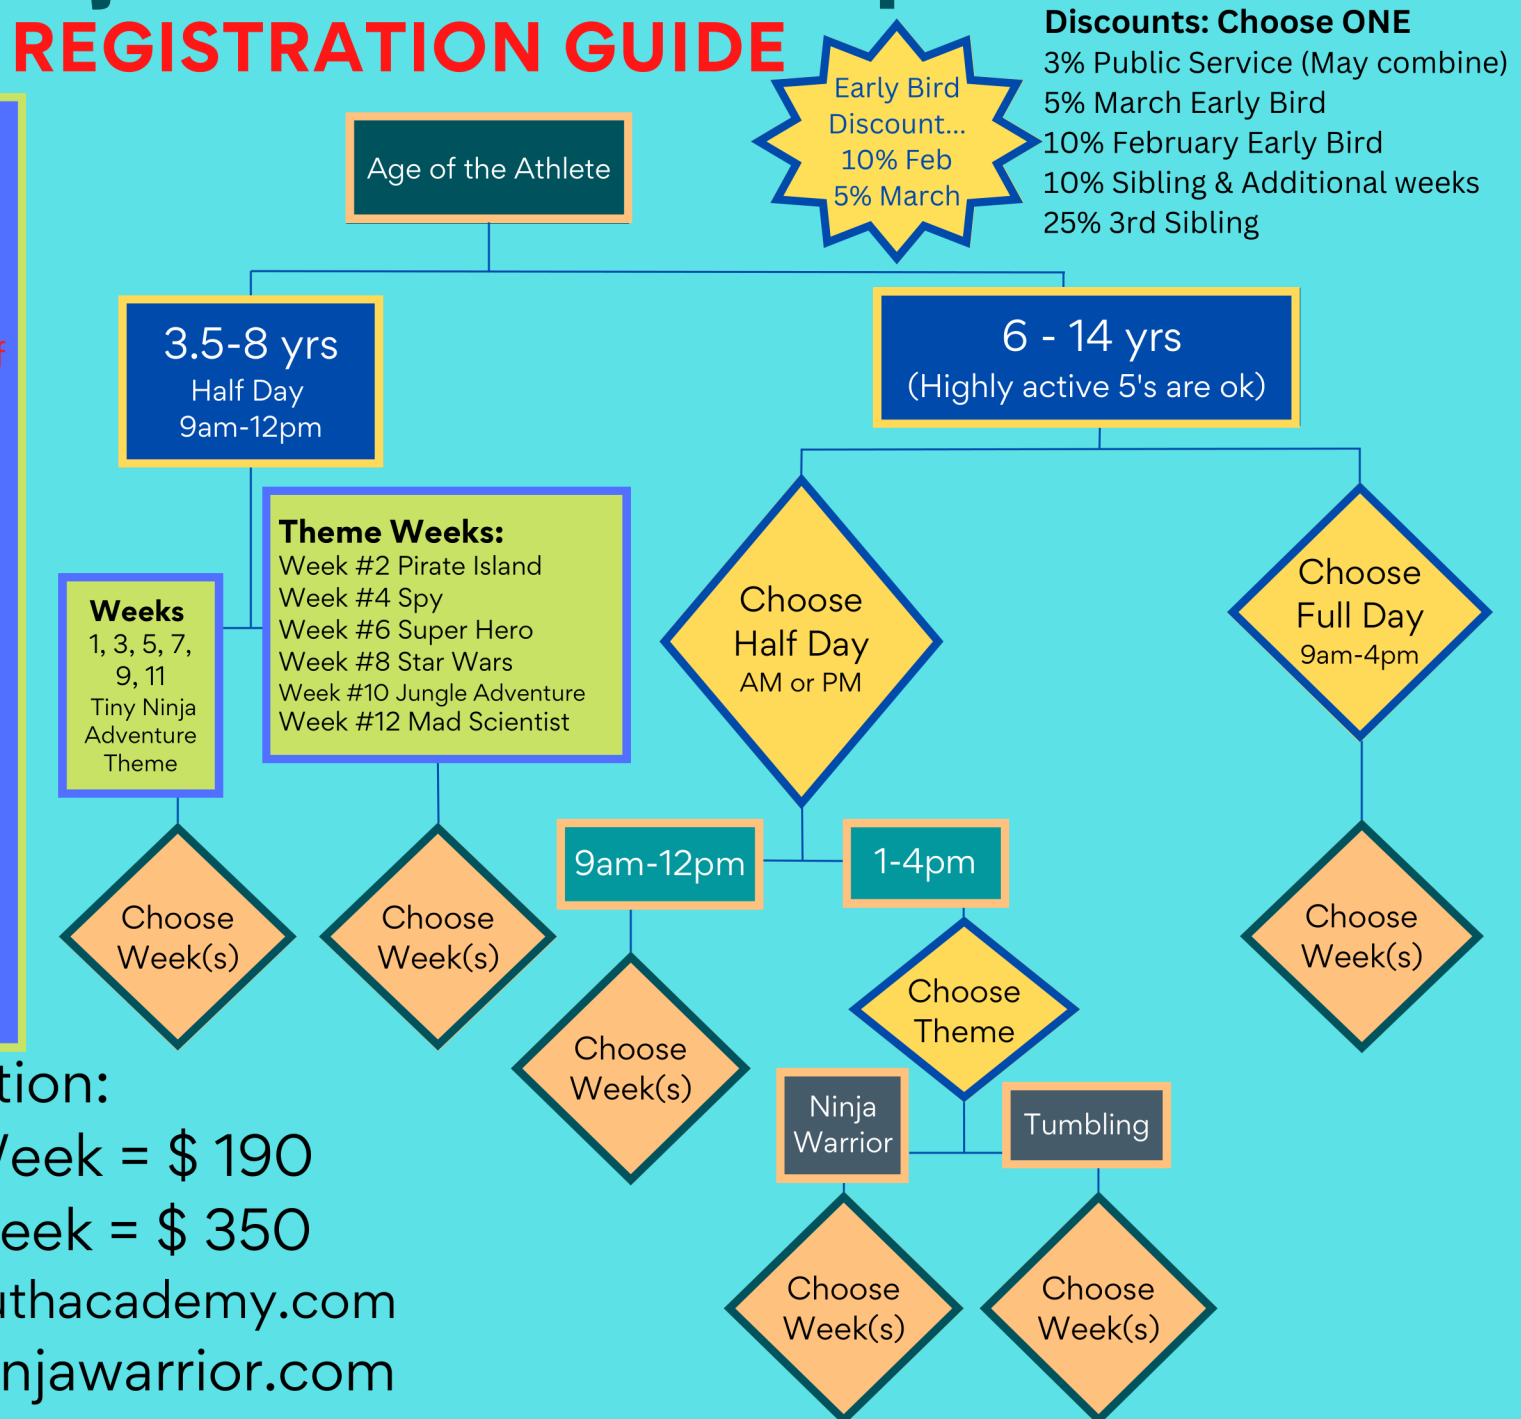 REGISTRATION GUIDE
Early Bird
Discount...
10% Feb
5% March
Discounts: Choose ONE
3% Public Service (May combine)
5% March Early Bird
10% February Early Bird
10% Sibling & Additional weeks
25% 3rd Sibling
Age of the Athlete
3.5-8 yrs
Half Day
9am-12pm
6 - 14 yrs
(Highly active 5's are ok)
Weeks
1, 3, 5, 7,
9, 11
Tiny Ninja
Adventure
Theme
Theme Weeks:
Week #2 Pirate Island
Week #4 Spy
Week #6 Super Hero
Week #8 Star Wars
Week #10 Jungle Adventure
Week #12 Mad Scientist
Choose
Half Day
AM or PM
Choose
Full Day
9am-4pm
9am-12pm
1-4pm
Choose
Week(s)
Choose
Week(s)
Choose
Week(s)
Choose
Theme
Choose
Week(s)
Ninja
Warrior
Tumbling
Choose
Week(s)
Choose
Week(s)
tion:
eek = $ 190
eek = $ 350
thacademy.com
njawarrior.com